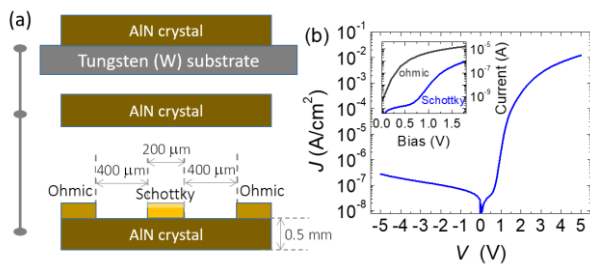 (a)
AlN crystal
Tungsten (W) substrate
AlN crystal
200 µm
400 µm
400 µm
Ohmic
Schottky
Ohmic
AlN crystal
0.5 mm
(b)
J (A/cm²)
10⁻¹
10⁻²
10⁻³
10⁻⁴
10⁻⁵
10⁻⁶
10⁻⁷
10⁻⁸
ohmic
Schottky
10⁻⁵
10⁻⁷
10⁻⁹
Current (A)
0.0 0.5 1.0 1.5
Bias (V)
-5 -4 -3 -2 -1 0 1 2 3 4 5
V (V)